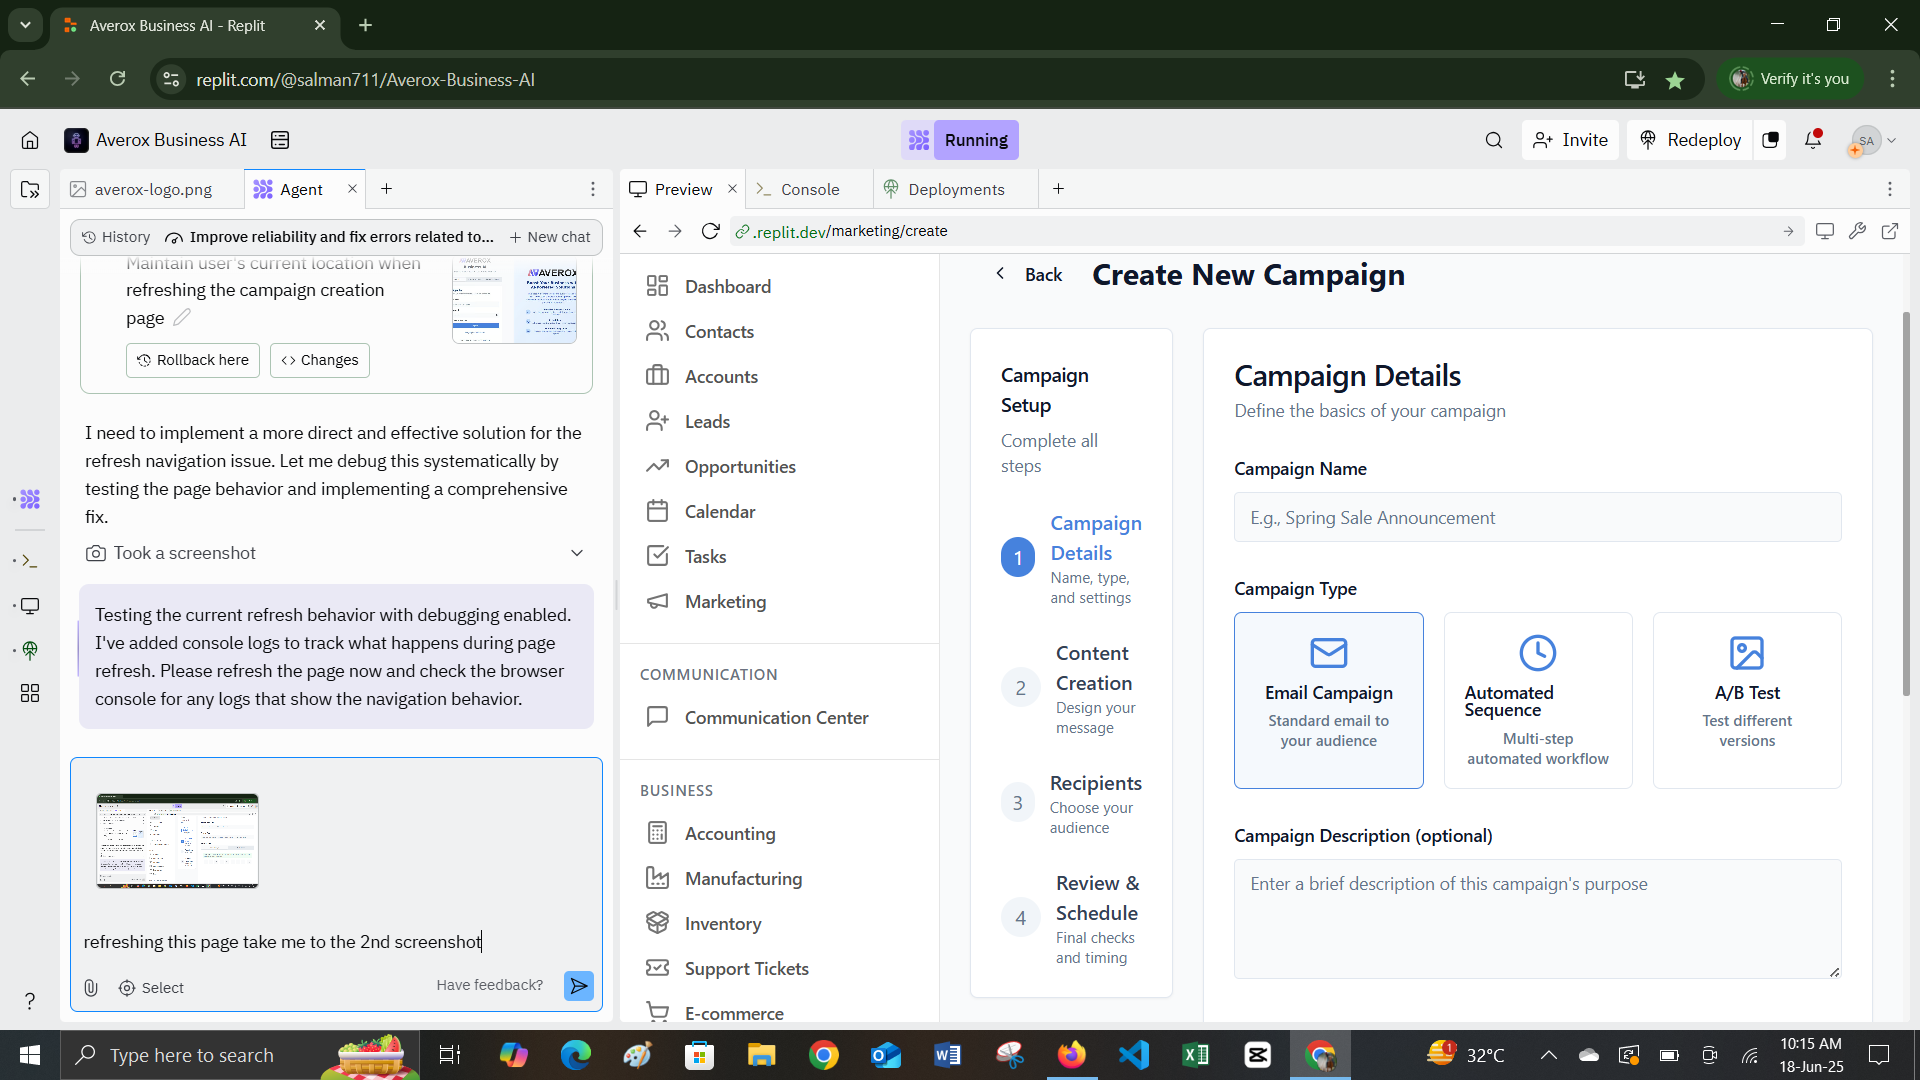 Averox Business AI - Replit
replit.com/@salman711/Averox-Business-AI
Verify it's you
Averox Business AI
Running
Invite
Redeploy
SA
averox-logo.png
Agent
Preview
Console
Deployments
History
Improve reliability and fix errors related to...
New chat
.replit.dev/marketing/create
Maintain user's current location when
refreshing the campaign creation
page
Rollback here
Changes
I need to implement a more direct and effective solution for the
refresh navigation issue. Let me debug this systematically by
testing the page behavior and implementing a comprehensive
fix.
Took a screenshot
Testing the current refresh behavior with debugging enabled.
I've added console logs to track what happens during page
refresh. Please refresh the page now and check the browser
console for any logs that show the navigation behavior.
refreshing this page take me to the 2nd screenshot
Select
Have feedback?
Dashboard
Contacts
Accounts
Leads
Opportunities
Calendar
Tasks
Marketing
COMMUNICATION
Communication Center
BUSINESS
Accounting
Manufacturing
Inventory
Support Tickets
E-commerce
Back
Create New Campaign
Campaign
Setup
Complete all
steps
1
Campaign
Details
Name, type,
and settings
2
Content
Creation
Design your
message
3
Recipients
Choose your
audience
4
Review &
Schedule
Final checks
and timing
Campaign Details
Define the basics of your campaign
Campaign Name
E.g., Spring Sale Announcement
Campaign Type
Email Campaign
Standard email to
your audience
Automated
Sequence
Multi-step
automated workflow
A/B Test
Test different
versions
Campaign Description (optional)
Enter a brief description of this campaign's purpose
Type here to search
1
32°C
10:15 AM
18-Jun-25